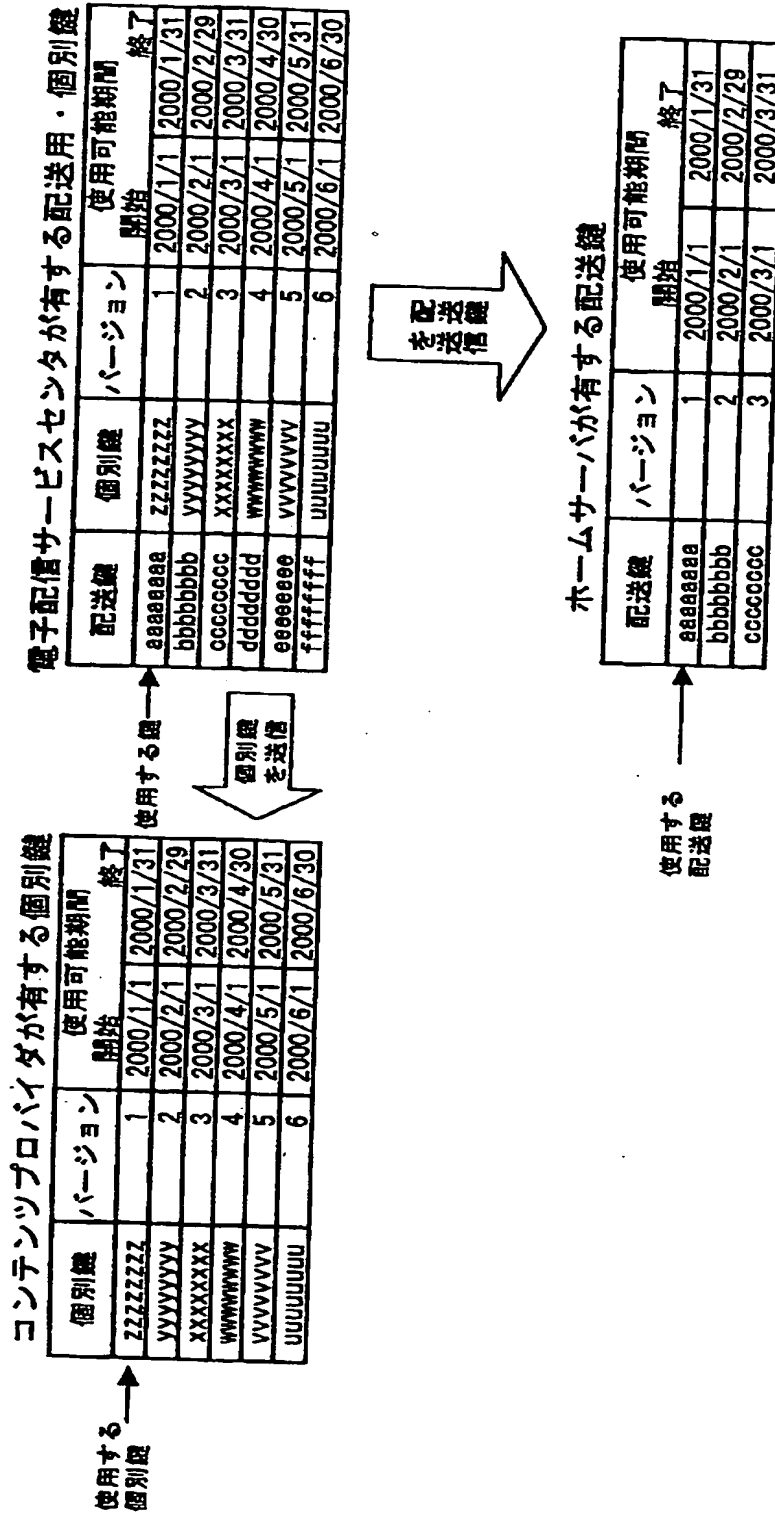 電子配信サービスセンタが有する配送用・個別鍵
配送鍵 個別鍵 バージョン 使用可能期間
開始 終了
aaaaaaaa zzzzzzzz 1 2000/1/1 2000/1/31
bbbbbbbb yyyyyyyy 2 2000/2/1 2000/2/29
cccccccc xxxxxxxx 3 2000/3/1 2000/3/31
dddddddd wwwwwwww 4 2000/4/1 2000/4/30
eeeeeeee vvvvvvvv 5 2000/5/1 2000/5/31
ffffffff uuuuuuuu 6 2000/6/1 2000/6/30
使用する鍵
個別鍵
を送信
配送鍵
を送信
コンテンツプロバイダが有する個別鍵
個別鍵 バージョン 使用可能期間
開始 終了
zzzzzzzz 1 2000/1/1 2000/1/31
yyyyyyyy 2 2000/2/1 2000/2/29
xxxxxxxx 3 2000/3/1 2000/3/31
wwwwwwww 4 2000/4/1 2000/4/30
vvvvvvvv 5 2000/5/1 2000/5/31
uuuuuuuu 6 2000/6/1 2000/6/30
使用する
個別鍵
ホームサーバが有する配送鍵
配送鍵 バージョン 使用可能期間
開始 終了
aaaaaaaa 1 2000/1/1 2000/1/31
bbbbbbbb 2 2000/2/1 2000/2/29
cccccccc 3 2000/3/1 2000/3/31
使用する
配送鍵